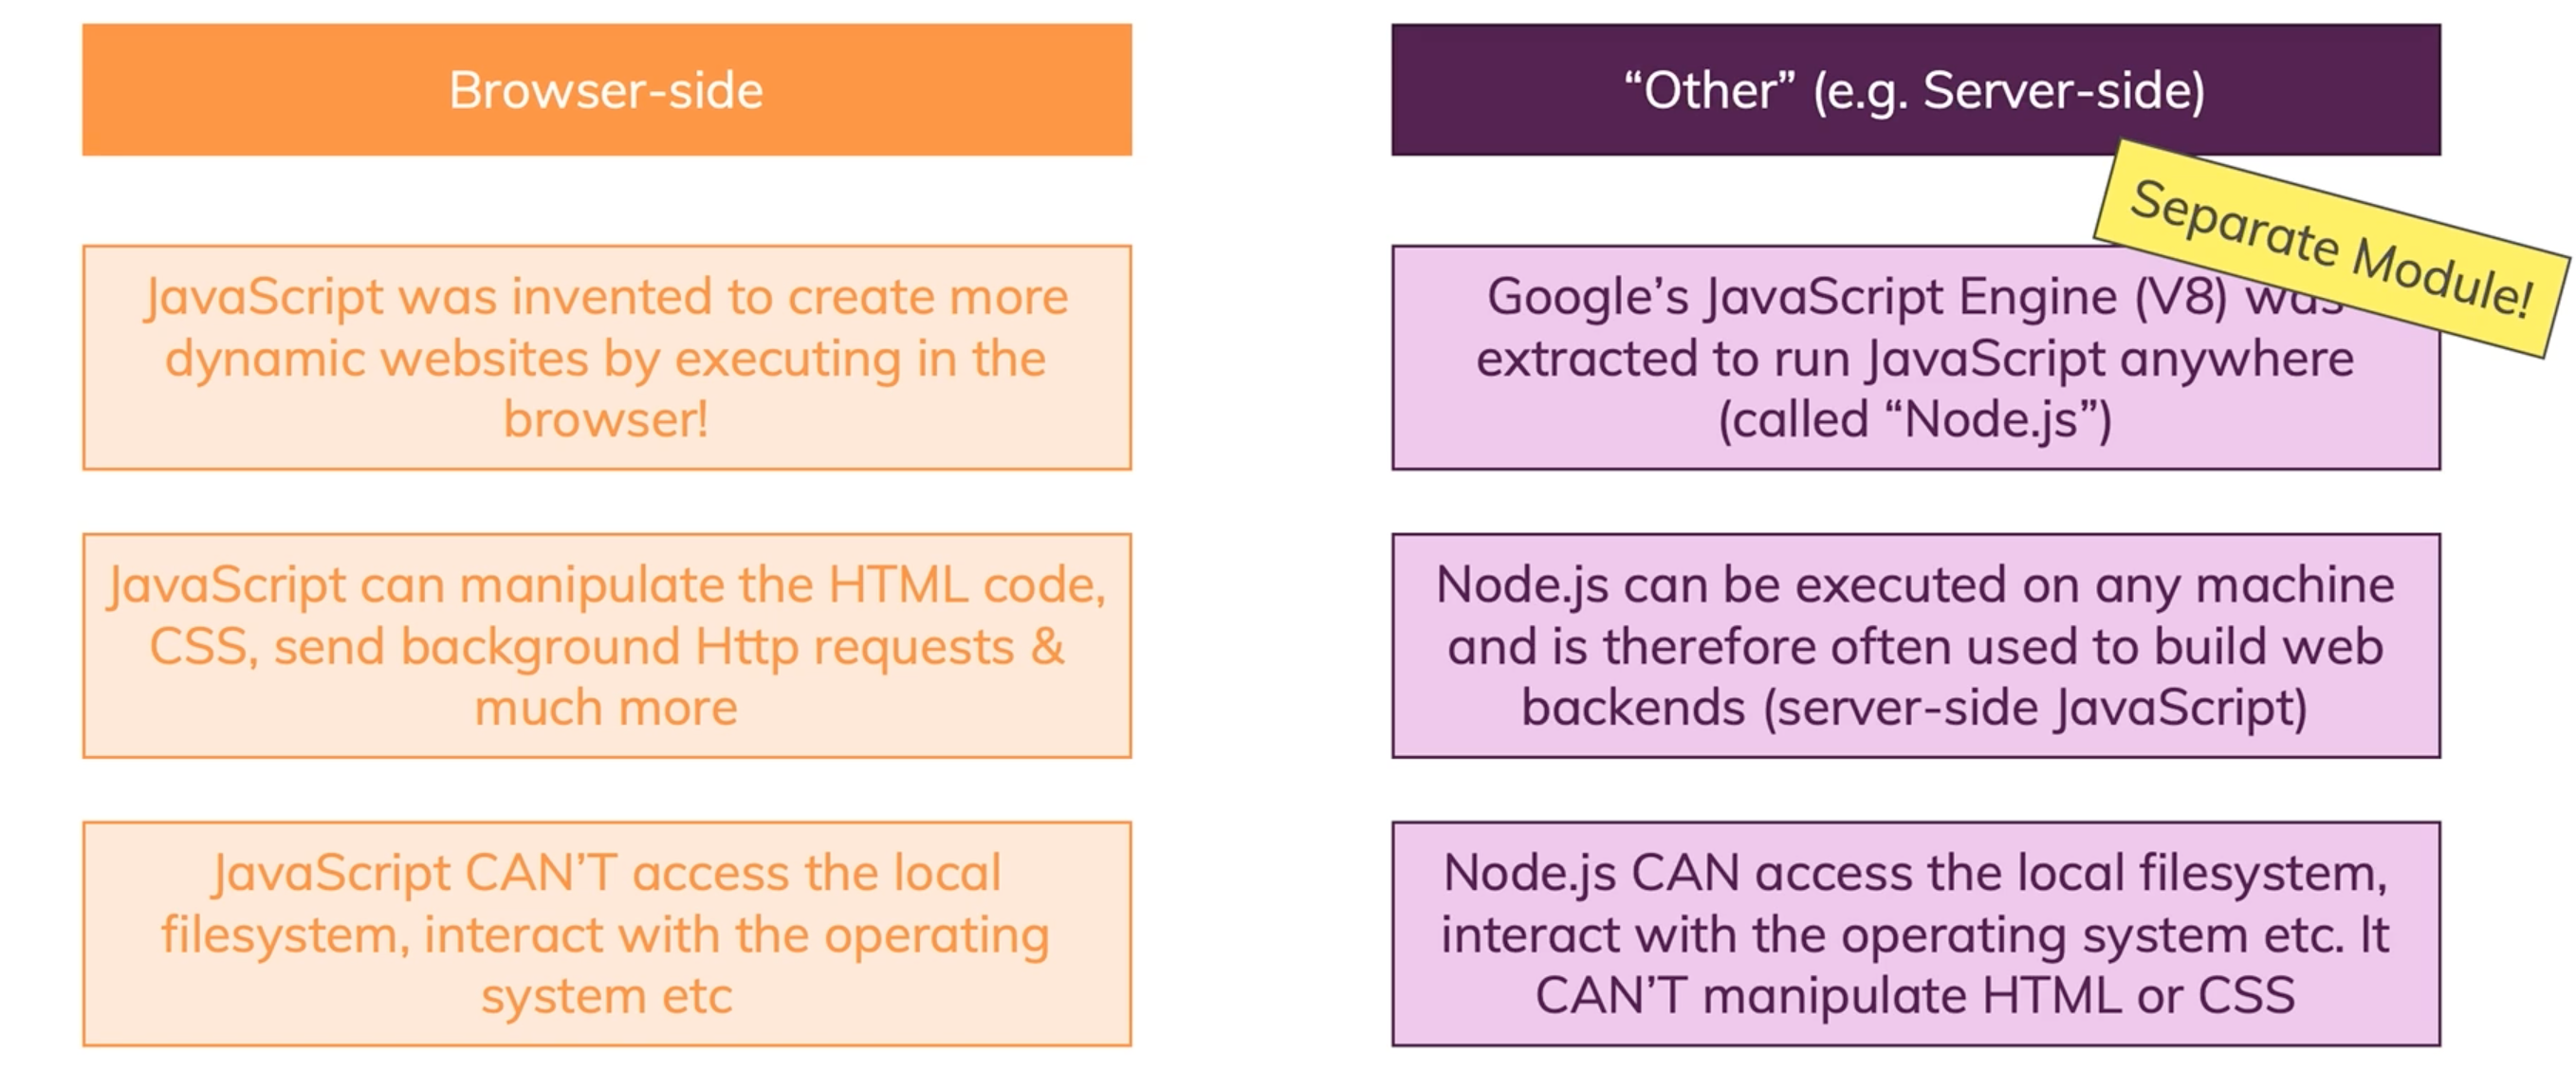 Browser-side
“Other” (e.g. Server-side)
Separate Module!
JavaScript was invented to create more
dynamic websites by executing in the
browser!
Google’s JavaScript Engine (V8) was
extracted to run JavaScript anywhere
(called “Node.js”)
JavaScript can manipulate the HTML code,
CSS, send background Http requests &
much more
Node.js can be executed on any machine
and is therefore often used to build web
backends (server-side JavaScript)
JavaScript CAN’T access the local
filesystem, interact with the operating
system etc
Node.js CAN access the local filesystem,
interact with the operating system etc. It
CAN’T manipulate HTML or CSS